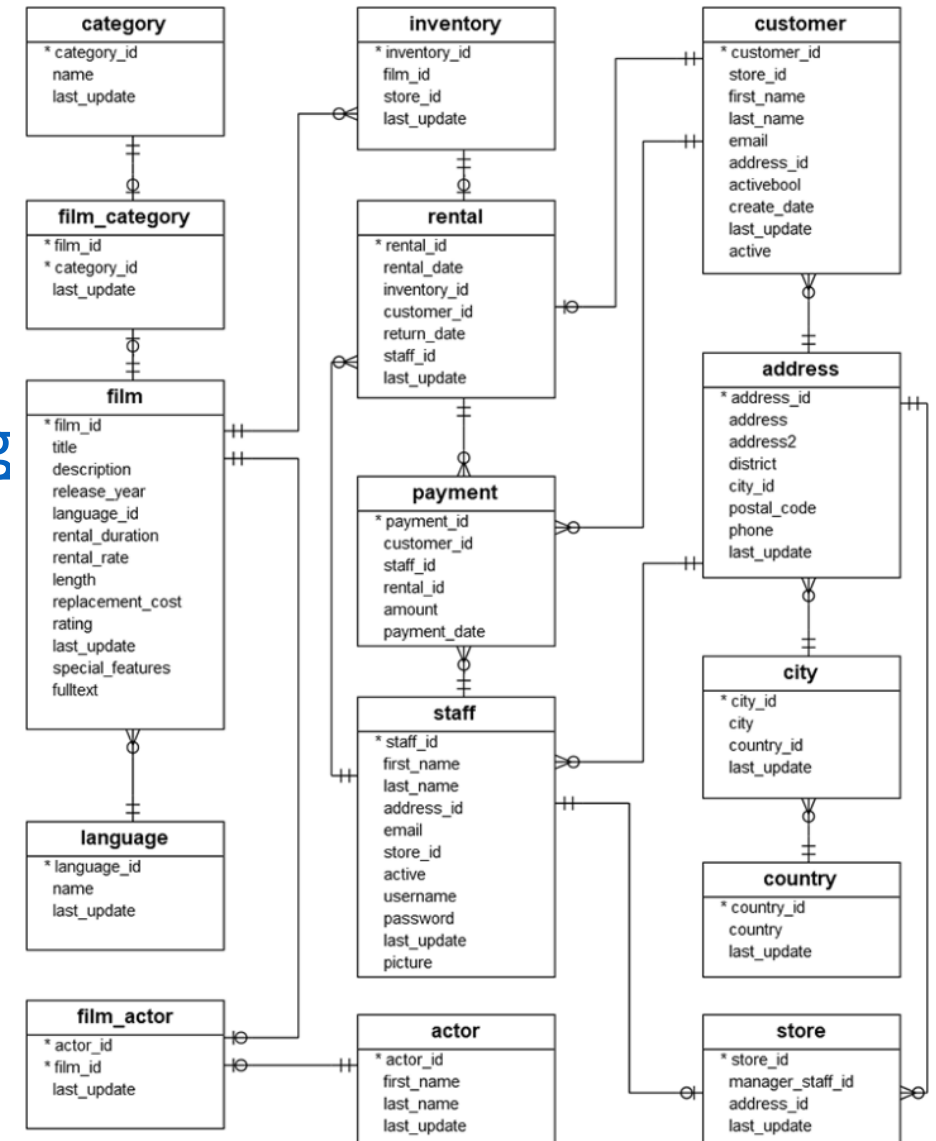 category
* category_id
name
last_update
film_category
* film_id
* category_id
last_update
film
* film_id
title
description
release_year
language_id
rental_duration
rental_rate
length
replacement_cost
rating
last_update
special_features
fulltext
language
* language_id
name
last_update
film_actor
* actor_id
* film_id
last_update
inventory
* inventory_id
film_id
store_id
last_update
rental
* rental_id
rental_date
inventory_id
customer_id
return_date
staff_id
last_update
payment
* payment_id
customer_id
staff_id
rental_id
amount
payment_date
staff
* staff_id
first_name
last_name
address_id
email
store_id
active
username
password
last_update
picture
actor
* actor_id
first_name
last_name
last_update
customer
* customer_id
store_id
first_name
last_name
email
address_id
activebool
create_date
last_update
active
address
* address_id
address
address2
district
city_id
postal_code
phone
last_update
city
* city_id
city
country_id
last_update
country
* country_id
country
last_update
store
* store_id
manager_staff_id
address_id
last_update